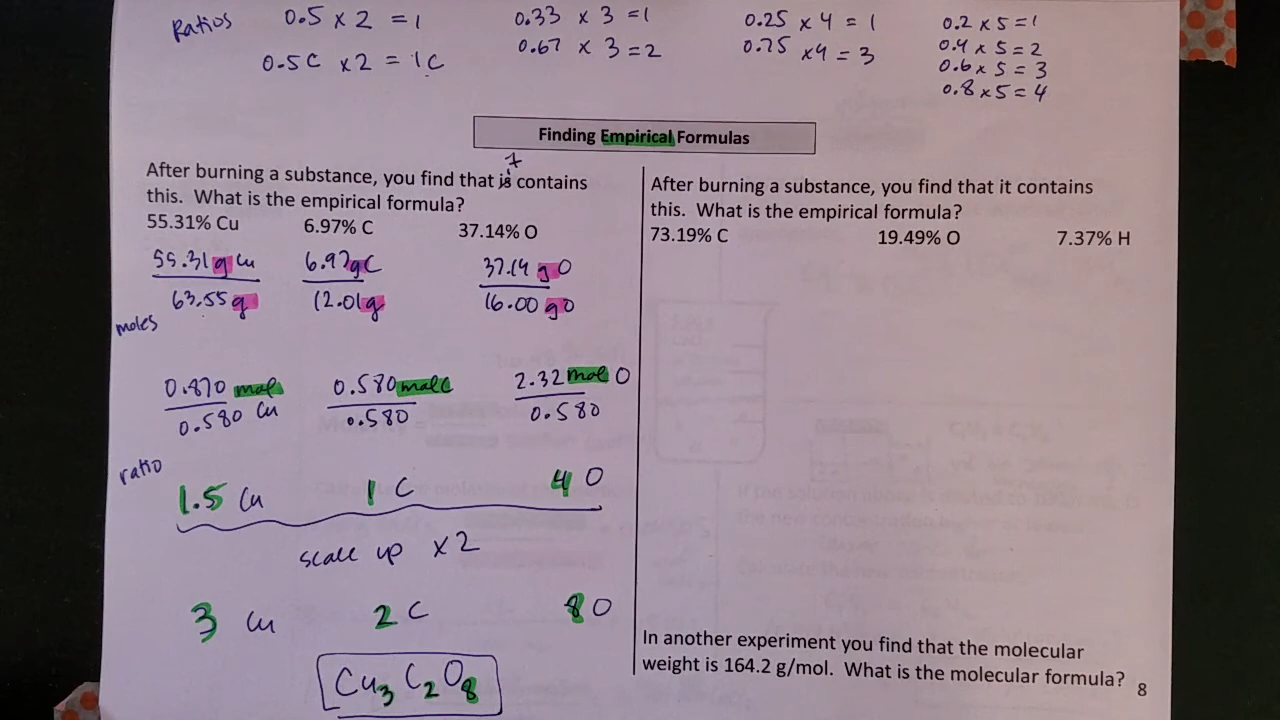 Ratios 0.5 x 2 = 1 0.33 x 3 = 1 0.25 x 4 = 1 0.2 x 5 = 1
0.5C x2 = 1C 0.67 x 3 = 2 0.75 x4 = 3 0.4 x 5 = 2
0.6 x 5 = 3
0.8 x 5 = 4
Finding Empirical Formulas
After burning a substance, you find that it contains
this. What is the empirical formula?
55.31% Cu 6.97% C 37.14% O
55.31g Cu 6.97gC 37.14 g O
63.55g 12.01g 16.00 g O
moles
0.870 mol 0.580 mol C 2.32 mol O
0.580 Cu 0.580 0.580
ratio
1.5 Cu 1 C 4 O
scale up x2
3 Cu 2 C 8 O
Cu3 C2O8
After burning a substance, you find that it contains
this. What is the empirical formula?
73.19% C 19.49% O 7.37% H
In another experiment you find that the molecular
weight is 164.2 g/mol. What is the molecular formula?
8